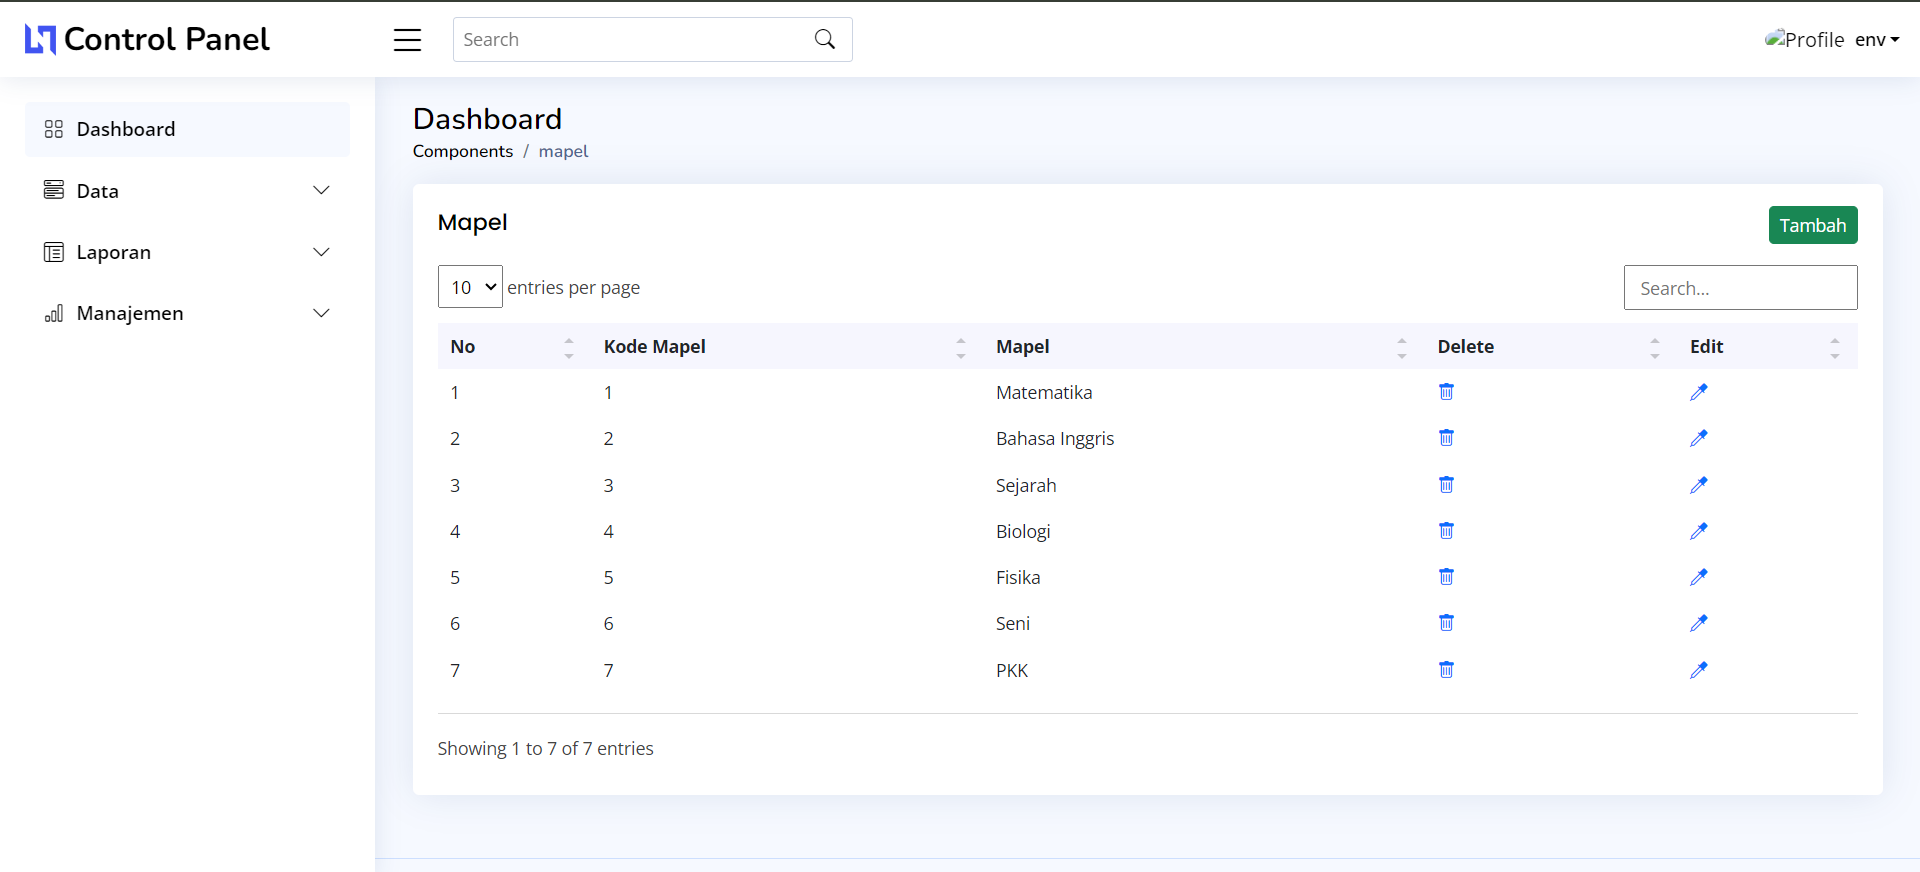 Control Panel
Search
Profile env
Dashboard
Data
Laporan
Manajemen
Dashboard
Components / mapel
Mapel
Tambah
10 entries per page
Search...
No Kode Mapel Mapel Delete Edit
1 1 Matematika
2 2 Bahasa Inggris
3 3 Sejarah
4 4 Biologi
5 5 Fisika
6 6 Seni
7 7 PKK
Showing 1 to 7 of 7 entries